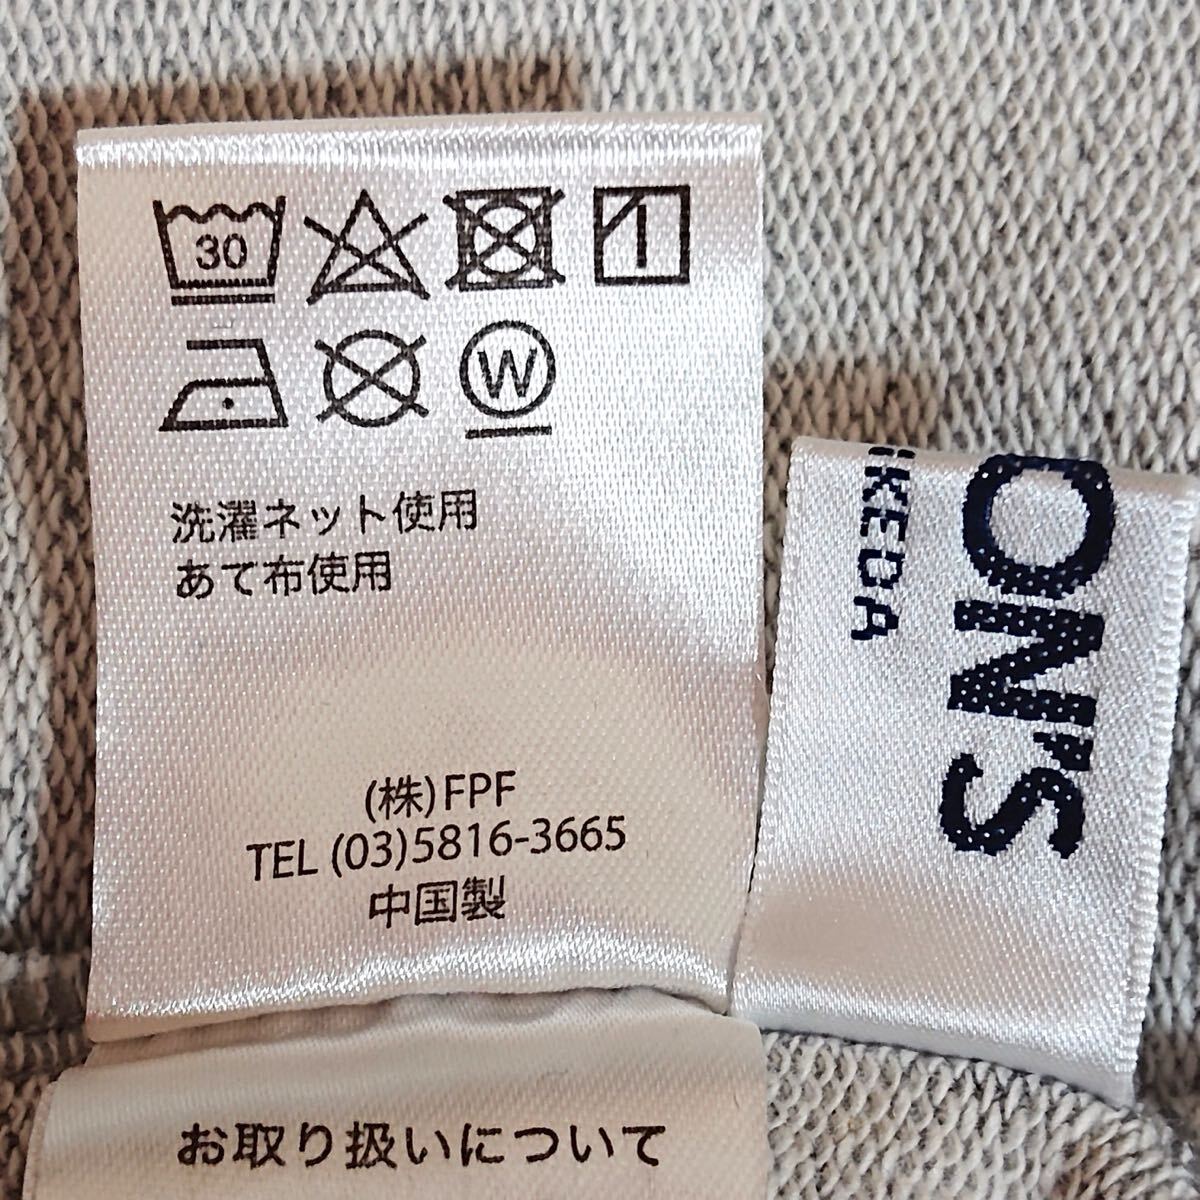 30
W
洗濯ネット使用
あて布使用
(株)FPF
TEL (03)5816-3665
中国製
お取り扱いについて
ON'S
KEDA